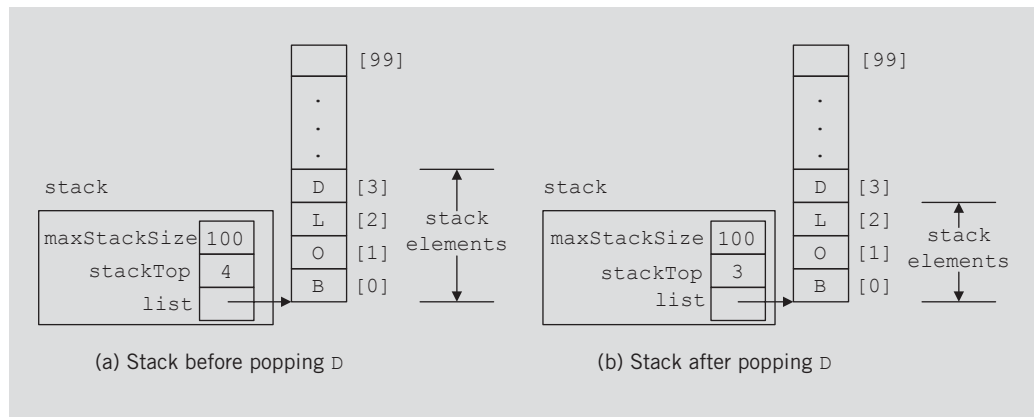 [99]
.
.
.
stack
D [3]
L [2]
O [1]
B [0]
stack
elements
maxStackSize 100
stackTop 4
list
(a) Stack before popping D
[99]
.
.
.
stack
D [3]
L [2]
O [1]
B [0]
stack
elements
maxStackSize 100
stackTop 3
list
(b) Stack after popping D